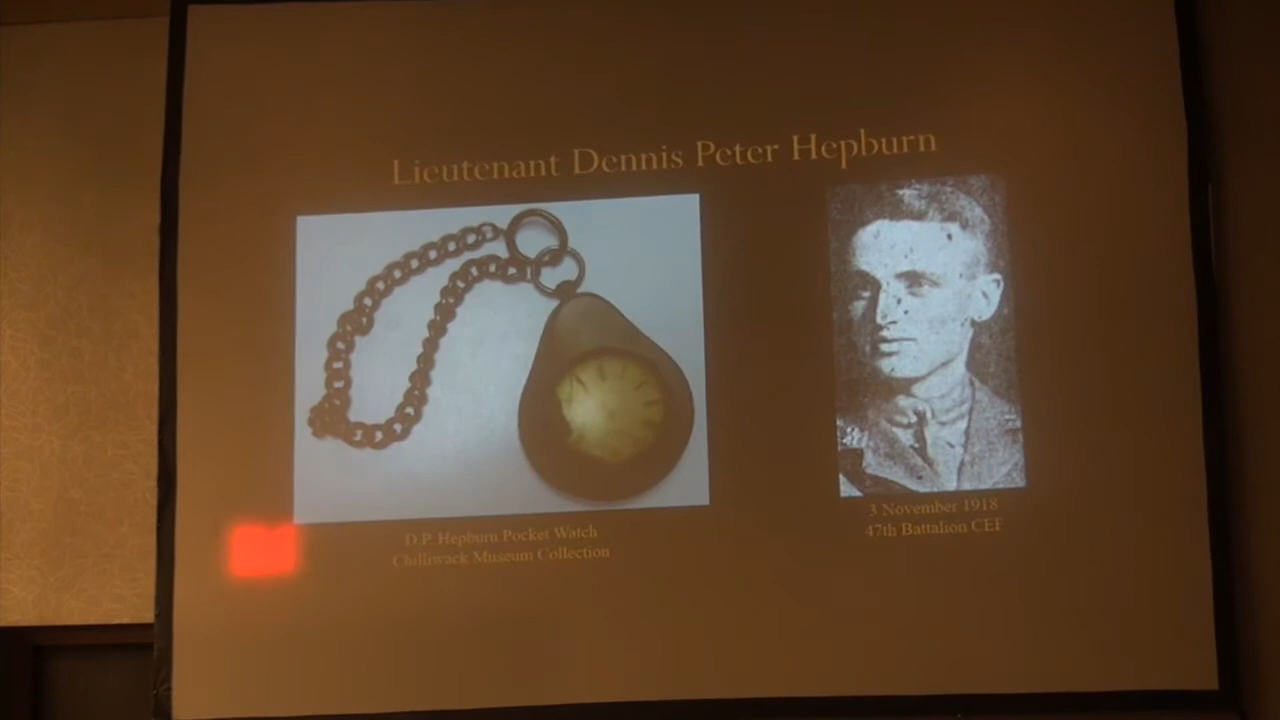 Lieutenant Dennis Peter Hepburn
D.P. Hepburn Pocket Watch
Chilliwack Museum Collection
3 November 1918
47th Battalion CEF